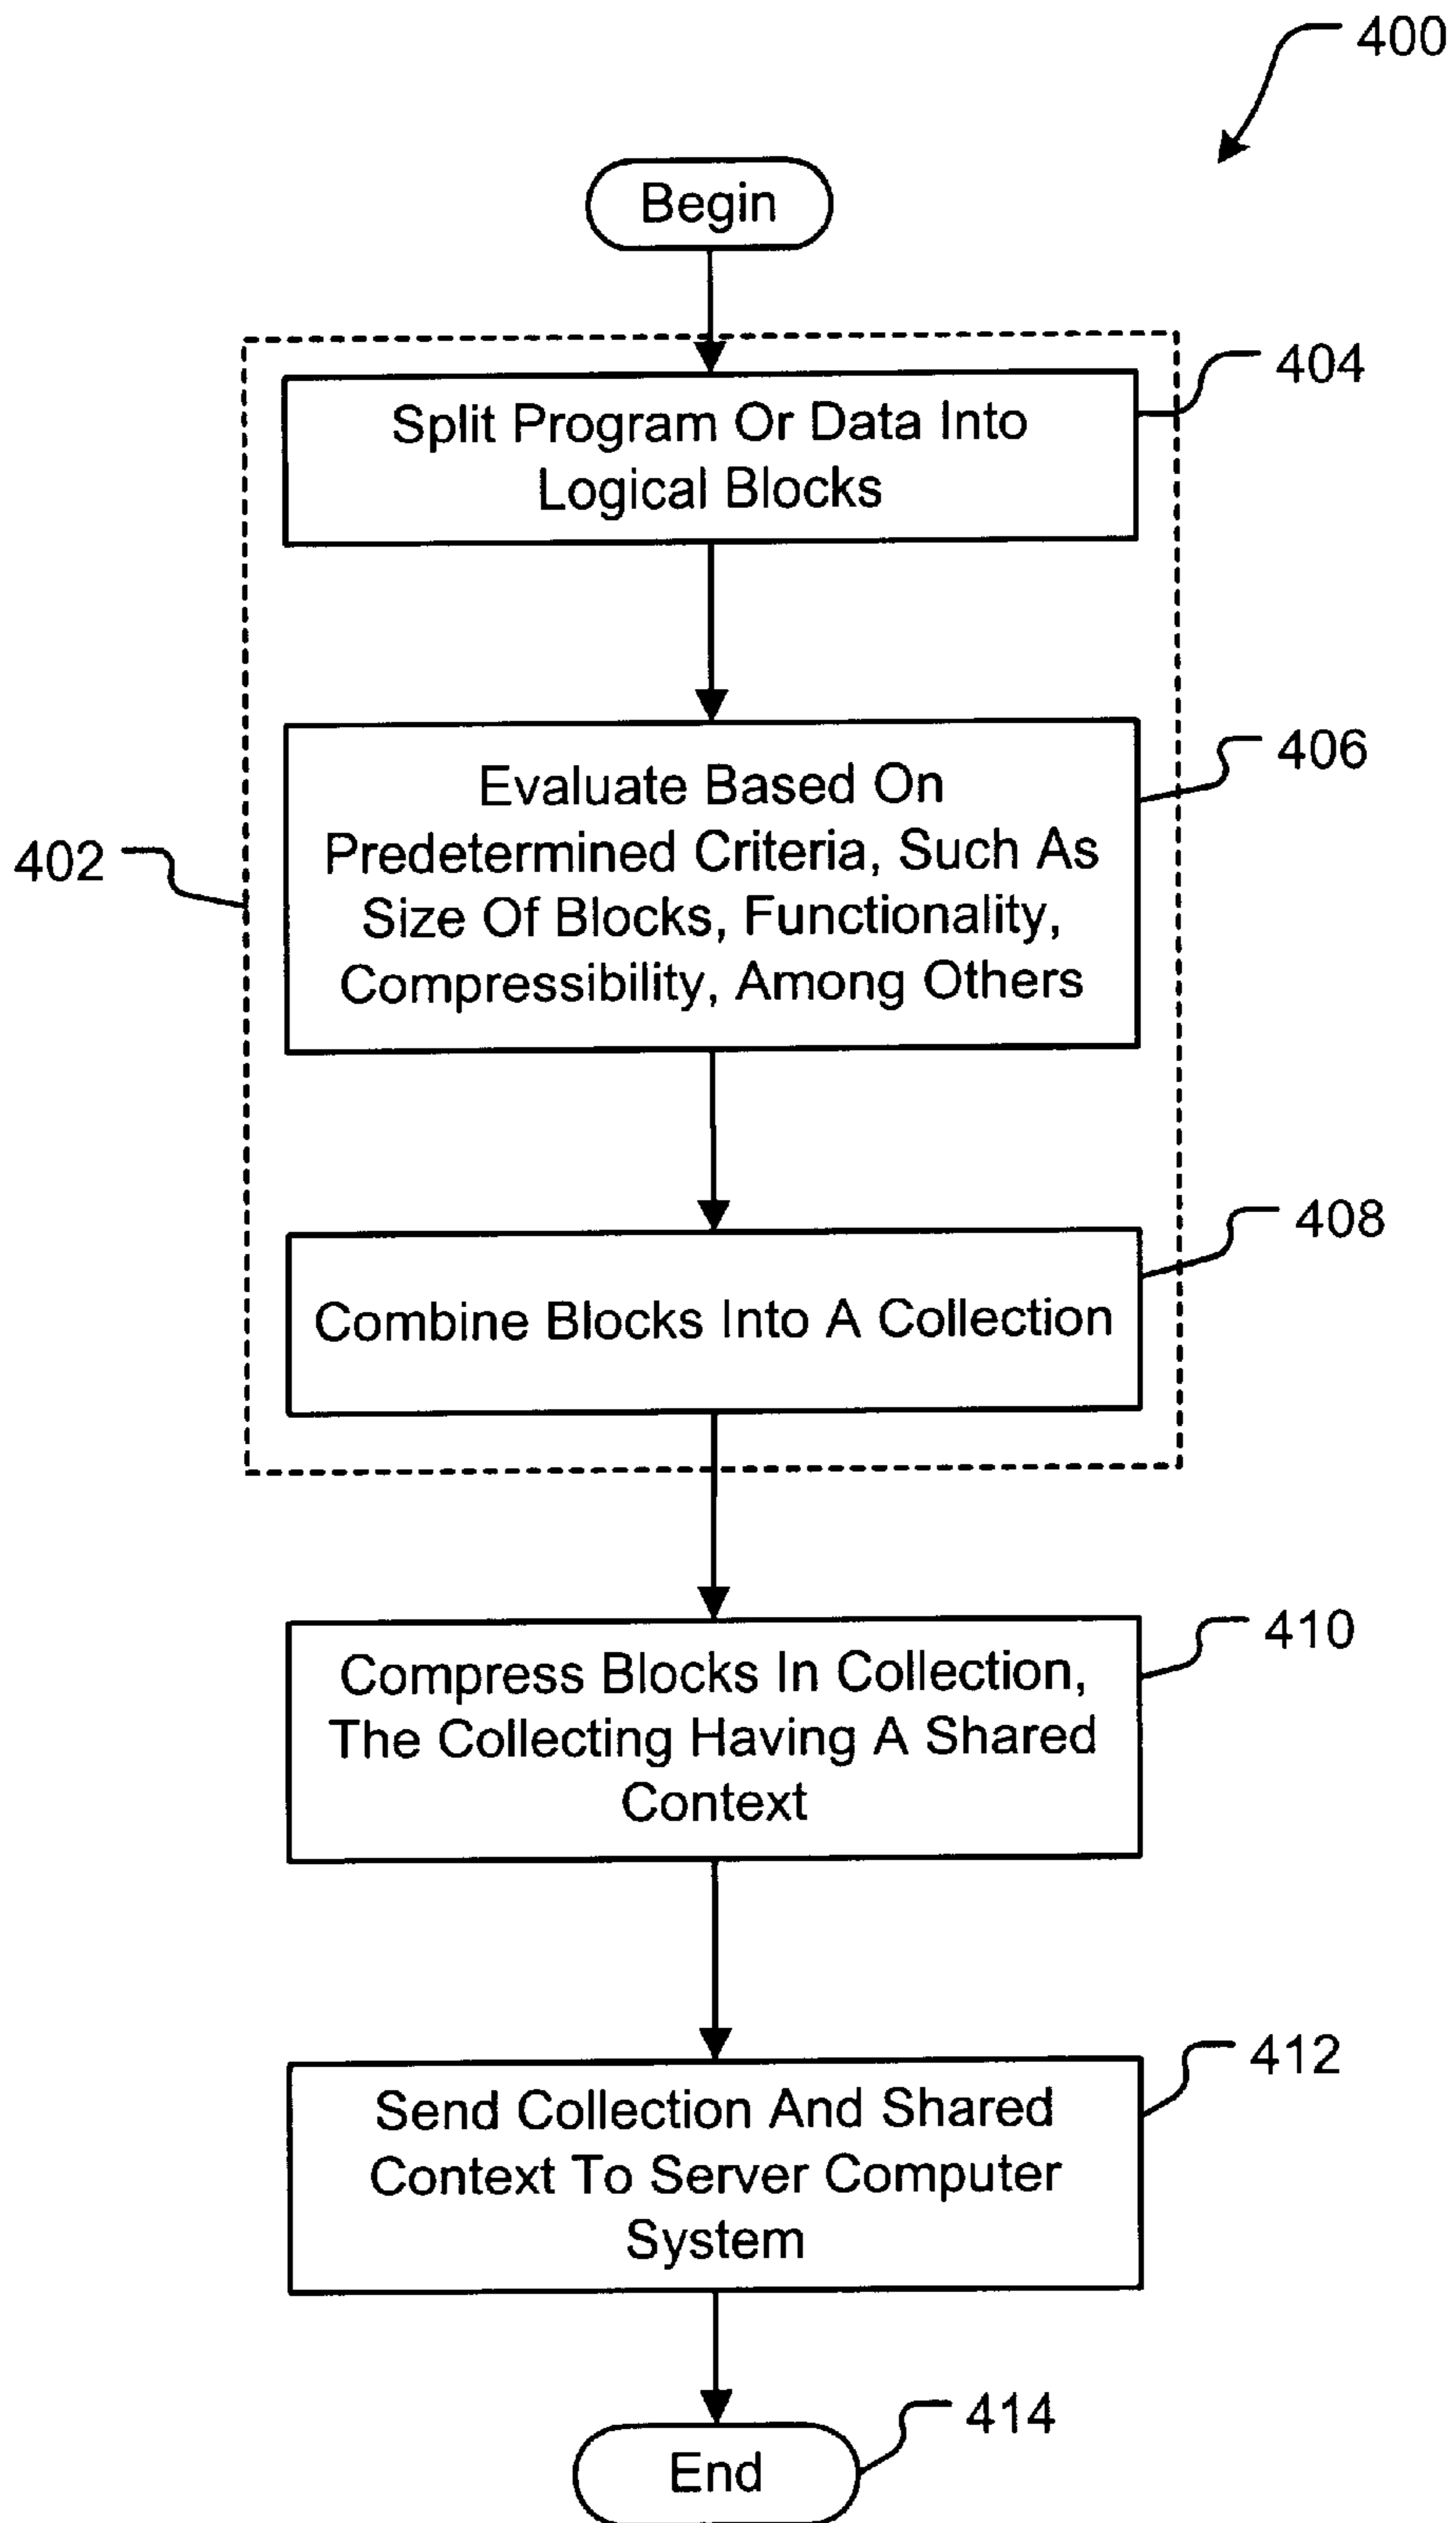 400
Begin
404
Split Program Or Data Into
Logical Blocks
406
Evaluate Based On
Predetermined Criteria, Such As
Size Of Blocks, Functionality,
Compressibility, Among Others
402
408
Combine Blocks Into A Collection
410
Compress Blocks In Collection,
The Collecting Having A Shared
Context
412
Send Collection And Shared
Context To Server Computer
System
414
End